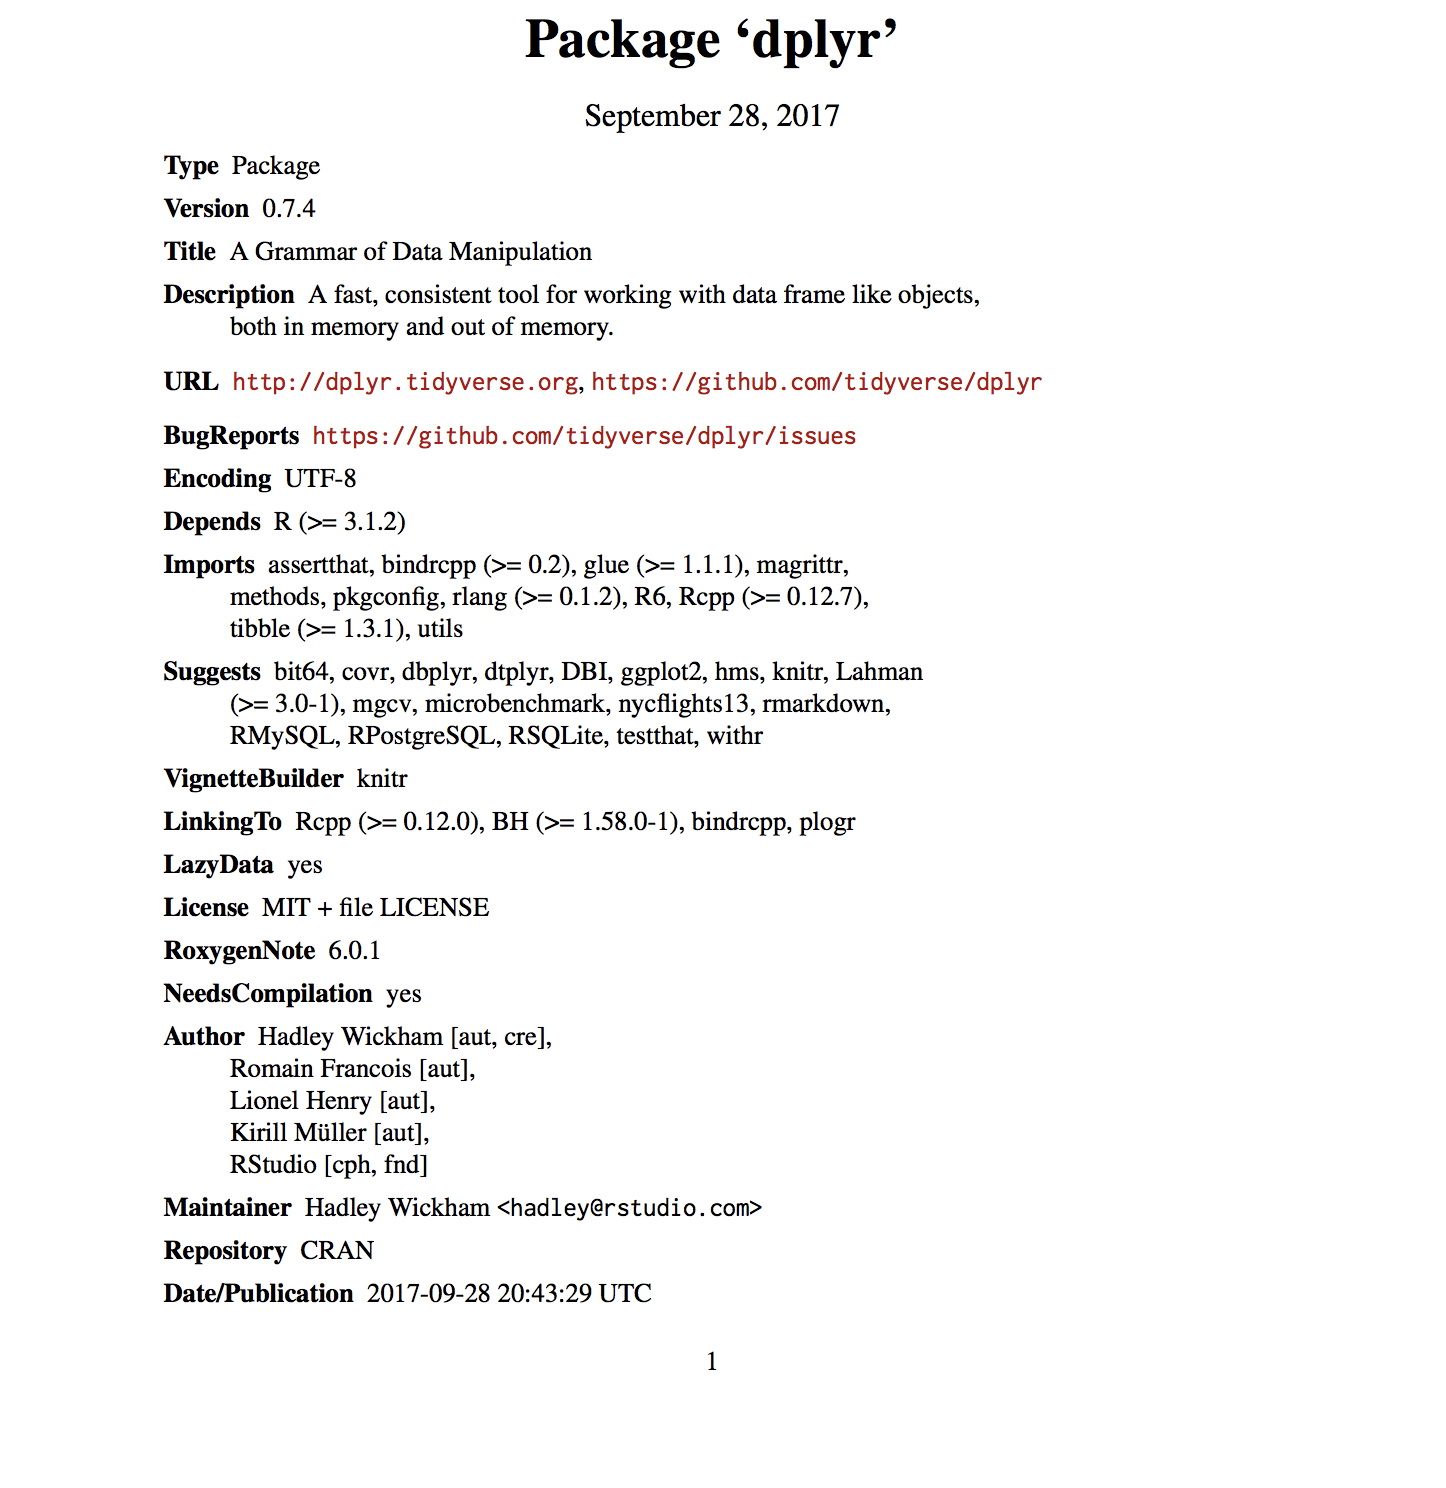 Package ‘dplyr’
September 28, 2017
Type Package
Version 0.7.4
Title A Grammar of Data Manipulation
Description A fast, consistent tool for working with data frame like objects,
both in memory and out of memory.
URL http://dplyr.tidyverse.org, https://github.com/tidyverse/dplyr
BugReports https://github.com/tidyverse/dplyr/issues
Encoding UTF-8
Depends R (>= 3.1.2)
Imports assertthat, bindrcpp (>= 0.2), glue (>= 1.1.1), magrittr,
methods, pkgconfig, rlang (>= 0.1.2), R6, Rcpp (>= 0.12.7),
tibble (>= 1.3.1), utils
Suggests bit64, covr, dbplyr, dtplyr, DBI, ggplot2, hms, knitr, Lahman
(>= 3.0-1), mgcv, microbenchmark, nycflights13, rmarkdown,
RMySQL, RPostgreSQL, RSQLite, testthat, withr
VignetteBuilder knitr
LinkingTo Rcpp (>= 0.12.0), BH (>= 1.58.0-1), bindrcpp, plogr
LazyData yes
License MIT + file LICENSE
RoxygenNote 6.0.1
NeedsCompilation yes
Author Hadley Wickham [aut, cre],
Romain Francois [aut],
Lionel Henry [aut],
Kirill Müller [aut],
RStudio [cph, fnd]
Maintainer Hadley Wickham <hadley@rstudio.com>
Repository CRAN
Date/Publication 2017-09-28 20:43:29 UTC
1